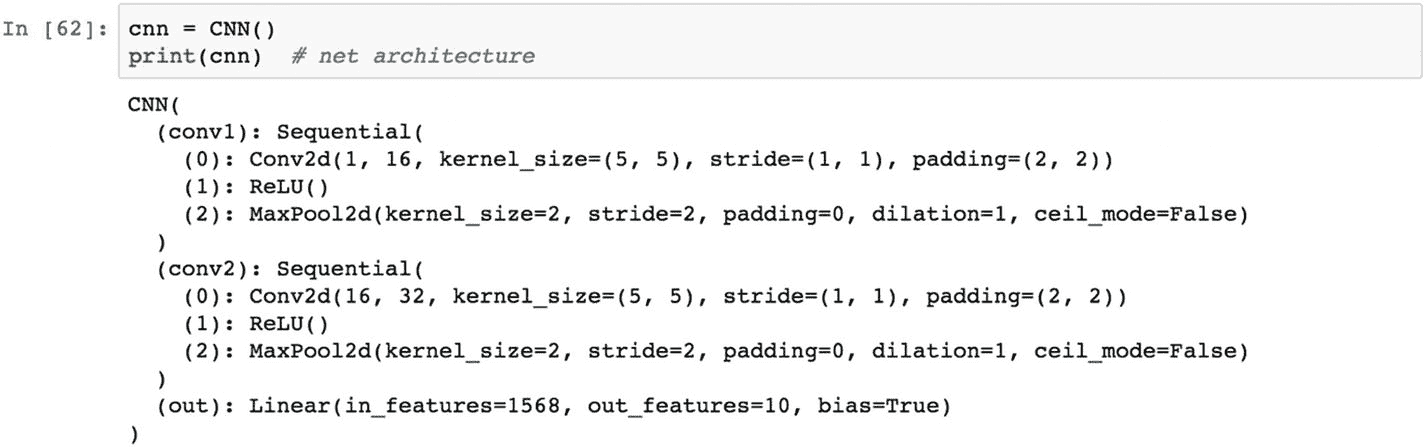 In [62]: cnn = CNN()
print(cnn)  # net architecture
CNN(
  (conv1): Sequential(
    (0): Conv2d(1, 16, kernel_size=(5, 5), stride=(1, 1), padding=(2, 2))
    (1): ReLU()
    (2): MaxPool2d(kernel_size=2, stride=2, padding=0, dilation=1, ceil_mode=False)
  )
  (conv2): Sequential(
    (0): Conv2d(16, 32, kernel_size=(5, 5), stride=(1, 1), padding=(2, 2))
    (1): ReLU()
    (2): MaxPool2d(kernel_size=2, stride=2, padding=0, dilation=1, ceil_mode=False)
  )
  (out): Linear(in_features=1568, out_features=10, bias=True)
)